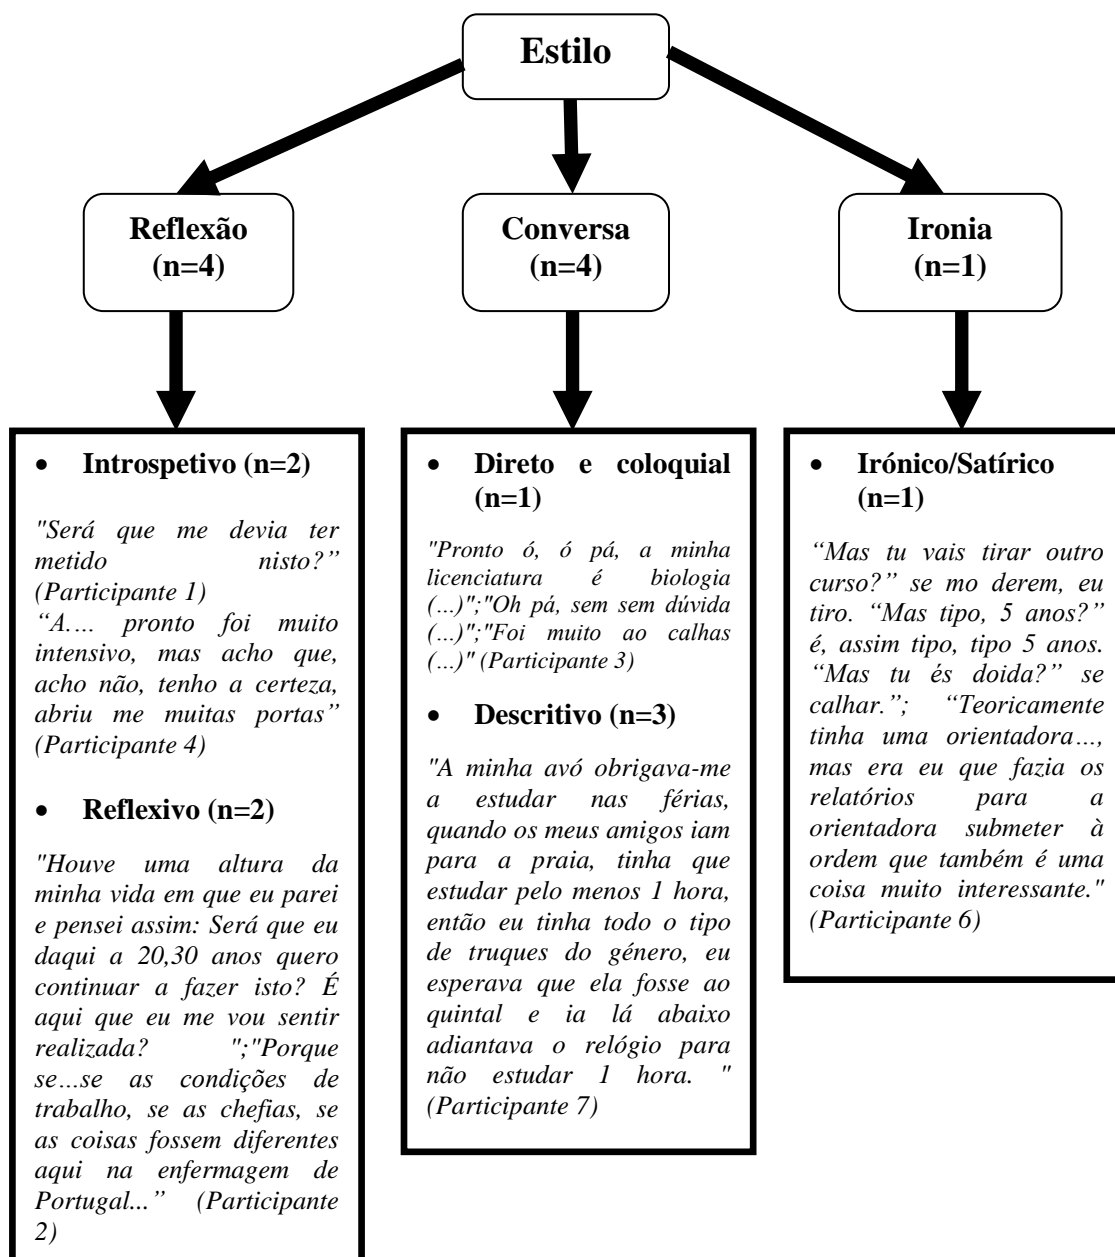 Estilo
Reflexão
(n=4)
Conversa
(n=4)
Ironia
(n=1)
• Introspetivo (n=2)
"Será que me devia ter
metido nisto?”
(Participante 1)
“A.… pronto foi muito
intensivo, mas acho que,
acho não, tenho a certeza,
abriu me muitas portas”
(Participante 4)
• Reflexivo (n=2)
"Houve uma altura da
minha vida em que eu parei
e pensei assim: Será que eu
daqui a 20,30 anos quero
continuar a fazer isto? É
aqui que eu me vou sentir
realizada? ";"Porque
se…se as condições de
trabalho, se as chefias, se
as coisas fossem diferentes
aqui na enfermagem de
Portugal...” (Participante
2)
• Direto e coloquial
(n=1)
"Pronto ó, ó pá, a minha
licenciatura é biologia
(...)";"Oh pá, sem sem dúvida
(...)";"Foi muito ao calhas
(...)" (Participante 3)
• Descritivo (n=3)
"A minha avó obrigava-me
a estudar nas férias,
quando os meus amigos iam
para a praia, tinha que
estudar pelo menos 1 hora,
então eu tinha todo o tipo
de truques do género, eu
esperava que ela fosse ao
quintal e ia lá abaixo
adiantava o relógio para
não estudar 1 hora. "
(Participante 7)
• Irónico/Satírico
(n=1)
“Mas tu vais tirar outro
curso?” se mo derem, eu
tiro. “Mas tipo, 5 anos?”
é, assim tipo, tipo 5 anos.
“Mas tu és doida?” se
calhar.”; “Teoricamente
tinha uma orientadora…,
mas era eu que fazia os
relatórios para a
orientadora submeter à
ordem que também é uma
coisa muito interessante."
(Participante 6)